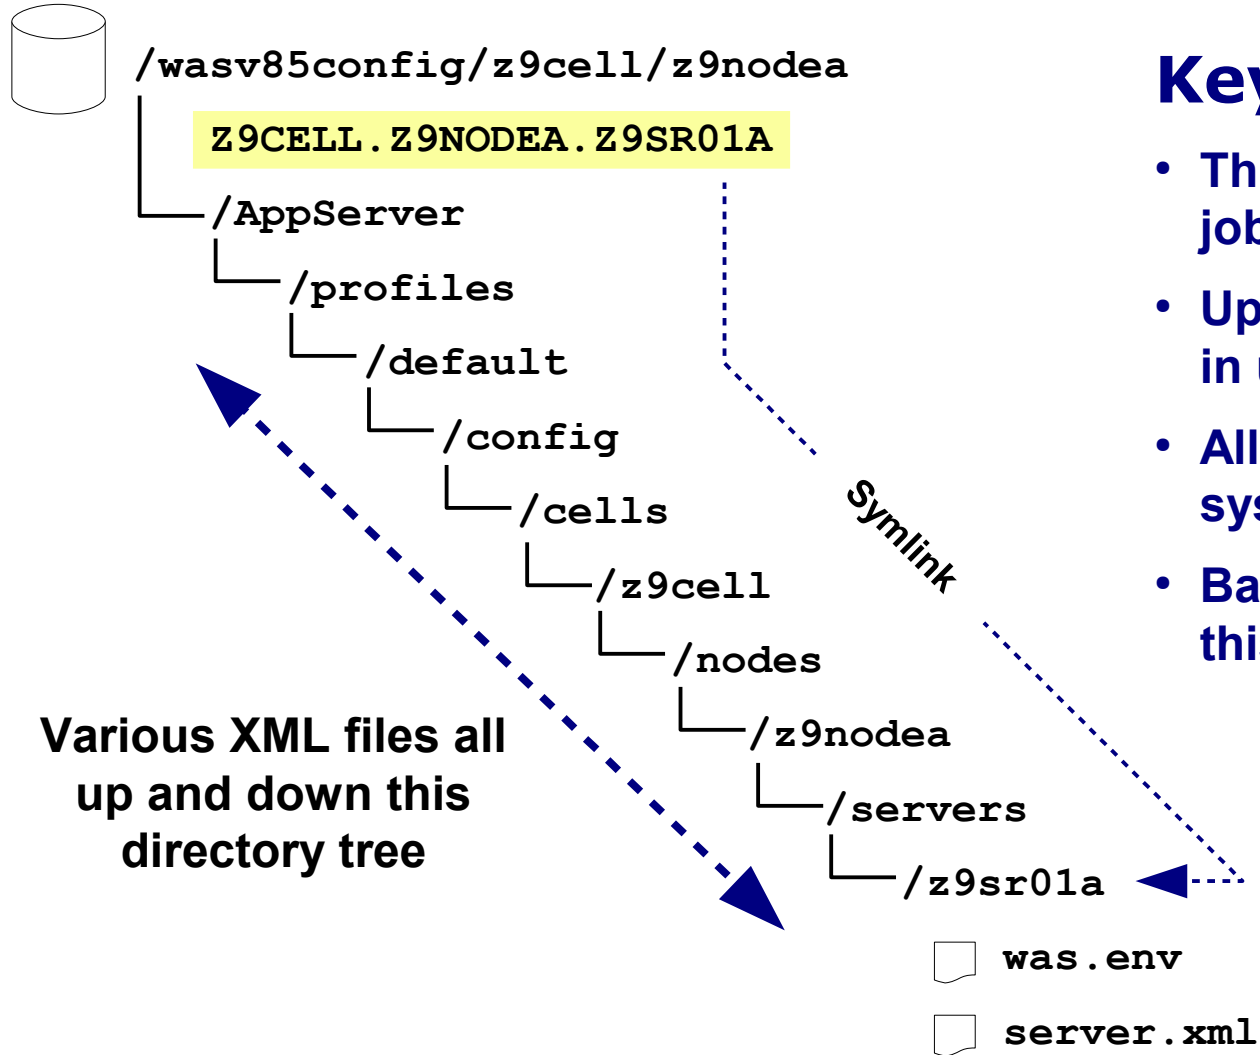 /wasv85config/z9cell/z9nodea
Z9CELL.Z9NODEA.Z9SR01A
/AppServer
/profiles
/default
/config
/cells
/z9cell
/nodes
/z9nodea
/servers
/z9sr01a
was.env
server.xml
Symlink
Various XML files all
up and down this
directory tree
Key
• Th
job
• Up
in u
• All
sys
• Ba
this